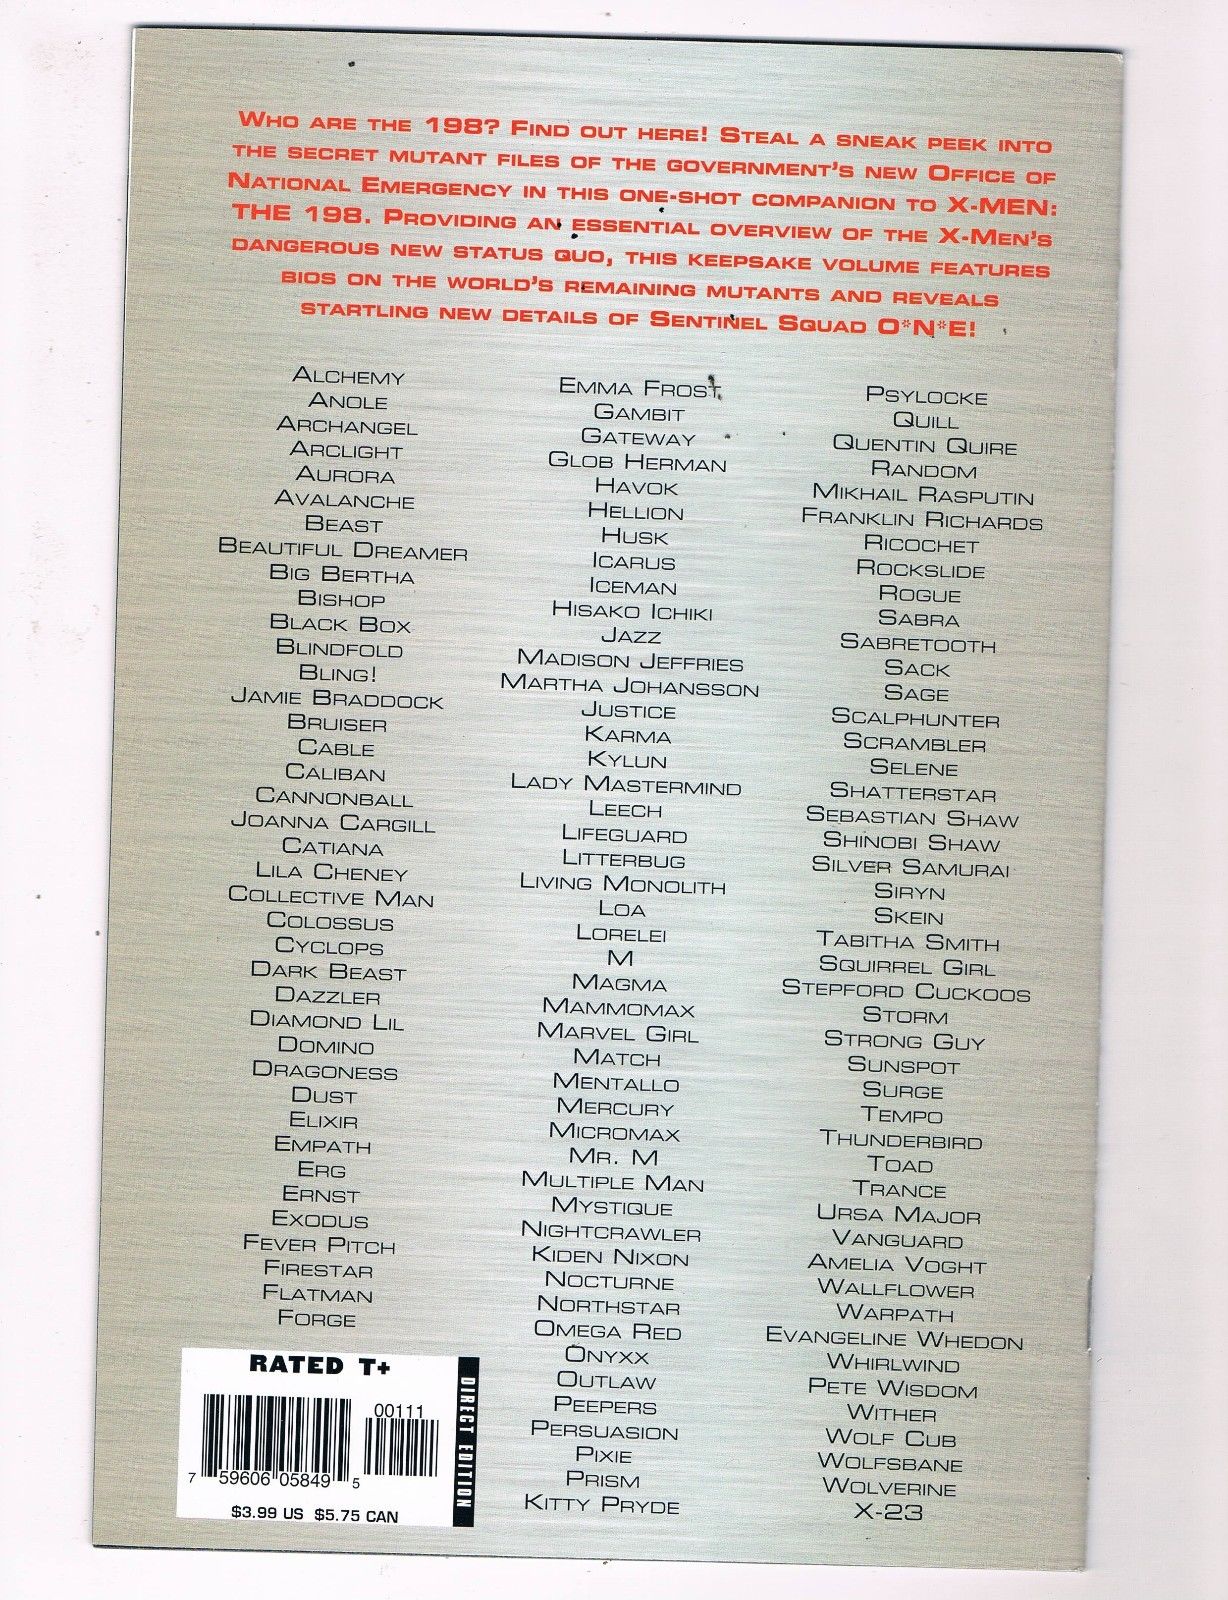 WHO ARE THE 198? FIND OUT HERE! STEAL A SNEAK PEEK INTO
THE SECRET MUTANT FILES OF THE GOVERNMENT'S NEW OFFICE OF
NATIONAL EMERGENCY IN THIS ONE-SHOT COMPANION TO X-MEN:
THE 198. PROVIDING AN ESSENTIAL OVERVIEW OF THE X-MEN'S
DANGEROUS NEW STATUS QUO, THIS KEEPSAKE VOLUME FEATURES
BIOS ON THE WORLD'S REMAINING MUTANTS AND REVEALS
STARTLING NEW DETAILS OF SENTINEL SQUAD O*N*E!
ALCHEMY
ANOLE
ARCHANGEL
ARCLIGHT
AURORA
AVALANCHE
BEAST
BEAUTIFUL DREAMER
BIG BERTHA
BISHOP
BLACK BOX
BLINDFOLD
BLING!
JAMIE BRADDOCK
BRUISER
CABLE
CALIBAN
CANNONBALL
JOANNA CARGILL
CATIANA
LILA CHENEY
COLLECTIVE MAN
COLOSSUS
CYCLOPS
DARK BEAST
DAZZLER
DIAMOND LIL
DOMINO
DRAGONESS
DUST
ELIXIR
EMPATH
ERG
ERNST
EXODUS
FEVER PITCH
FIRESTAR
FLATMAN
FORGE
EMMA FROST
GAMBIT
GATEWAY
GLOB HERMAN
HAVOK
HELLION
HUSK
ICARUS
ICEMAN
HISAKO ICHIKI
JAZZ
MADISON JEFFRIES
MARTHA JOHANSSON
JUSTICE
KARMA
KYLUN
LADY MASTERMIND
LEECH
LIFEGUARD
LITTERBUG
LIVING MONOLITH
LOA
LORELEI
M
MAGMA
MAMMOMAX
MARVEL GIRL
MATCH
MENTALLO
MERCURY
MICROMAX
MR. M
MULTIPLE MAN
MYSTIQUE
NIGHTCRAWLER
KIDEN NIXON
NOCTURNE
NORTHSTAR
OMEGA RED
ONYXX
OUTLAW
PEEPERS
PERSUASION
PIXIE
PRISM
KITTY PRYDE
PSYLOCKE
QUILL
QUENTIN QUIRE
RANDOM
MIKHAIL RASPUTIN
FRANKLIN RICHARDS
RICOCHET
ROCKSLIDE
ROGUE
SABRA
SABRETOOTH
SACK
SAGE
SCALPHUNTER
SCRAMBLER
SELENE
SHATTERSTAR
SEBASTIAN SHAW
SHINOBI SHAW
SILVER SAMURAI
SIRYN
SKEIN
TABITHA SMITH
SQUIRREL GIRL
STEPFORD CUCKOOS
STORM
STRONG GUY
SUNSPOT
SURGE
TEMPO
THUNDERBIRD
TOAD
TRANCE
URSA MAJOR
VANGUARD
AMELIA VOGHT
WALLFLOWER
WARPATH
EVANGELINE WHEDON
WHIRLWIND
PETE WISDOM
WITHER
WOLF CUB
WOLFSBANE
WOLVERINE
X-23
RATED T+
00111
7 59606 05849 5
$3.99 US $5.75 CAN
DIRECT EDITION